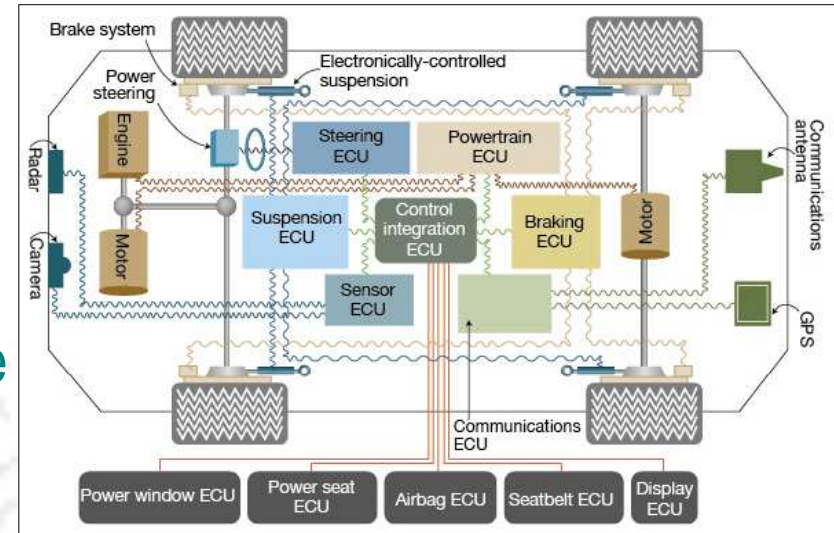 Brake system
Power
steering
Electronically-controlled
suspension
Engine
Steering
ECU
Powertrain
ECU
Radar
Communications
antenna
Suspension
ECU
Control
integration
ECU
Braking
ECU
Motor
Camera
Motor
Sensor
ECU
GPS
Communications
ECU
e
Power window ECU
Power seat
ECU
Airbag ECU
Seatbelt ECU
Display
ECU